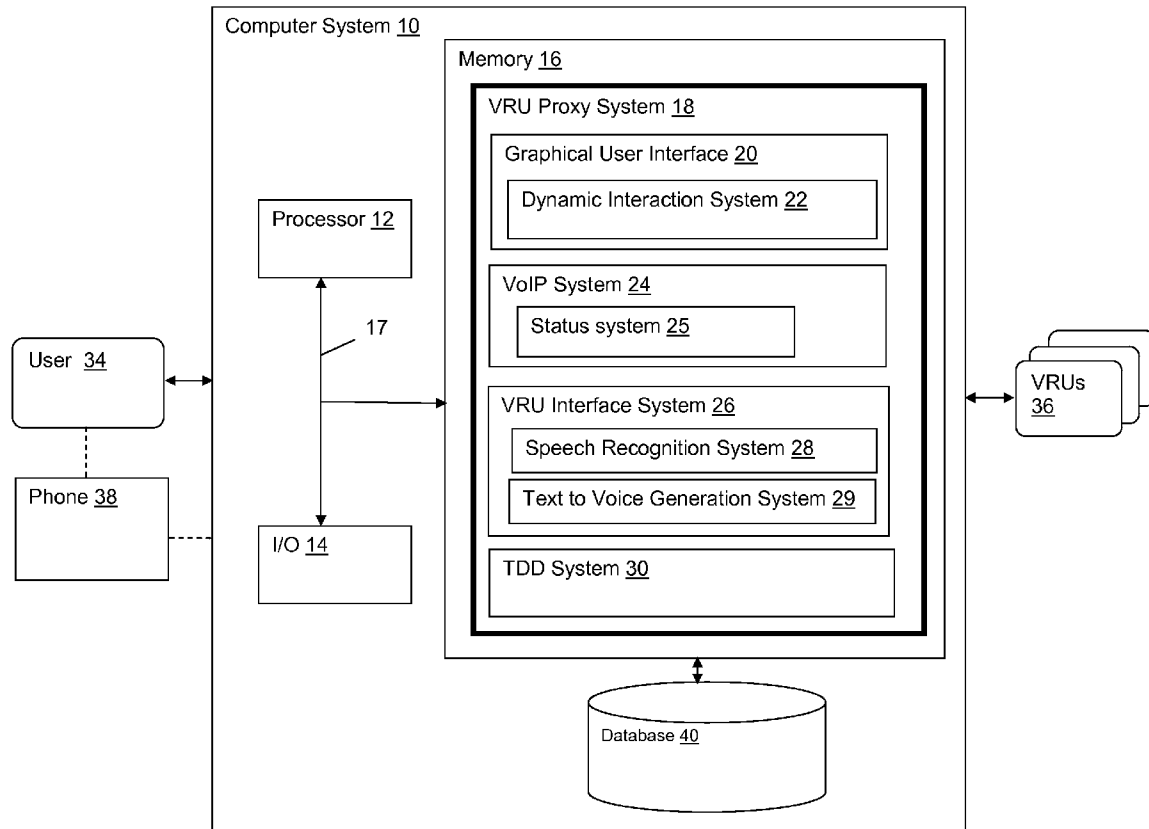 Computer System 10
Memory 16
VRU Proxy System 18
Graphical User Interface 20
Dynamic Interaction System 22
Processor 12
VoIP System 24
Status system 25
17
User 34
VRUs
36
VRU Interface System 26
Speech Recognition System 28
Text to Voice Generation System 29
Phone 38
I/O 14
TDD System 30
Database 40